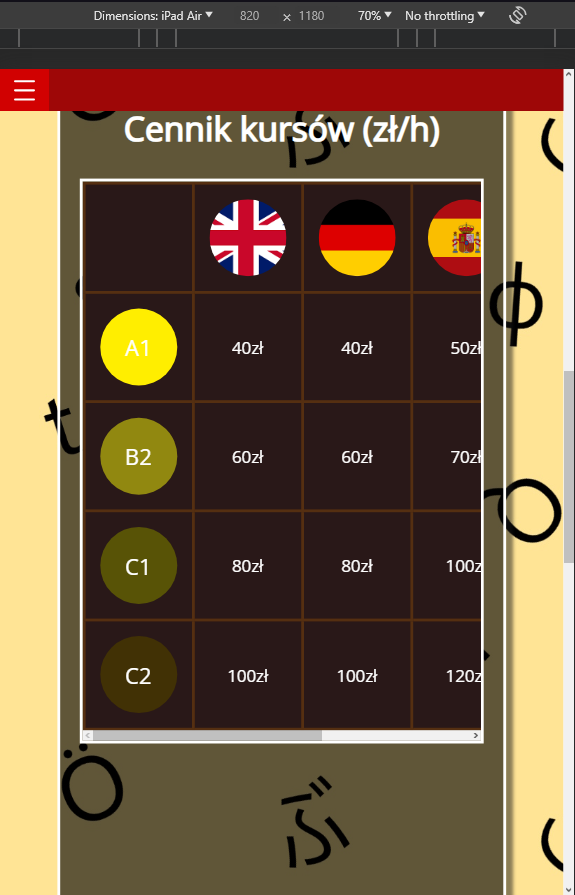 Dimensions: iPad Air 820 × 1180 70% No throttling
Cennik kursów (zł/h)
A1 40zł 40zł 50zł
B2 60zł 60zł 70zł
C1 80zł 80zł 100z
C2 100zł 100zł 120z
ぶ
ф
t
Ö
ぶ